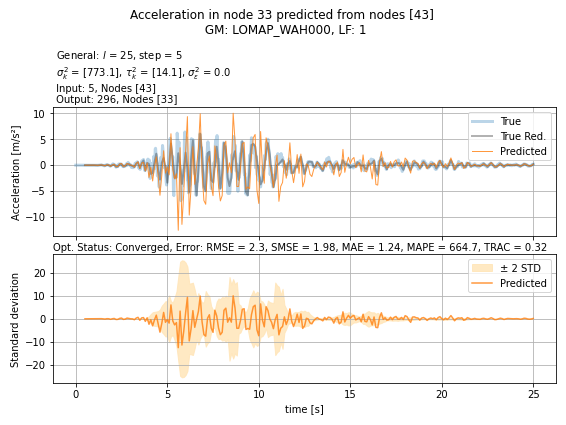 Acceleration in node 33 predicted from nodes [43]
GM: LOMAP_WAH000, LF: 1
General: l = 25, step = 5
σ²ₖ = [773.1], τ²ₖ = [14.1], σ²ε = 0.0
Input: 5, Nodes [43]
Output: 296, Nodes [33]
Acceleration [m/s²]
10
5
0
−5
−10
True
True Red.
Predicted
Opt. Status: Converged, Error: RMSE = 2.3, SMSE = 1.98, MAE = 1.24, MAPE = 664.7, TRAC = 0.32
Standard deviation
20
10
0
−10
−20
± 2 STD
Predicted
0 5 10 15 20 25
time [s]